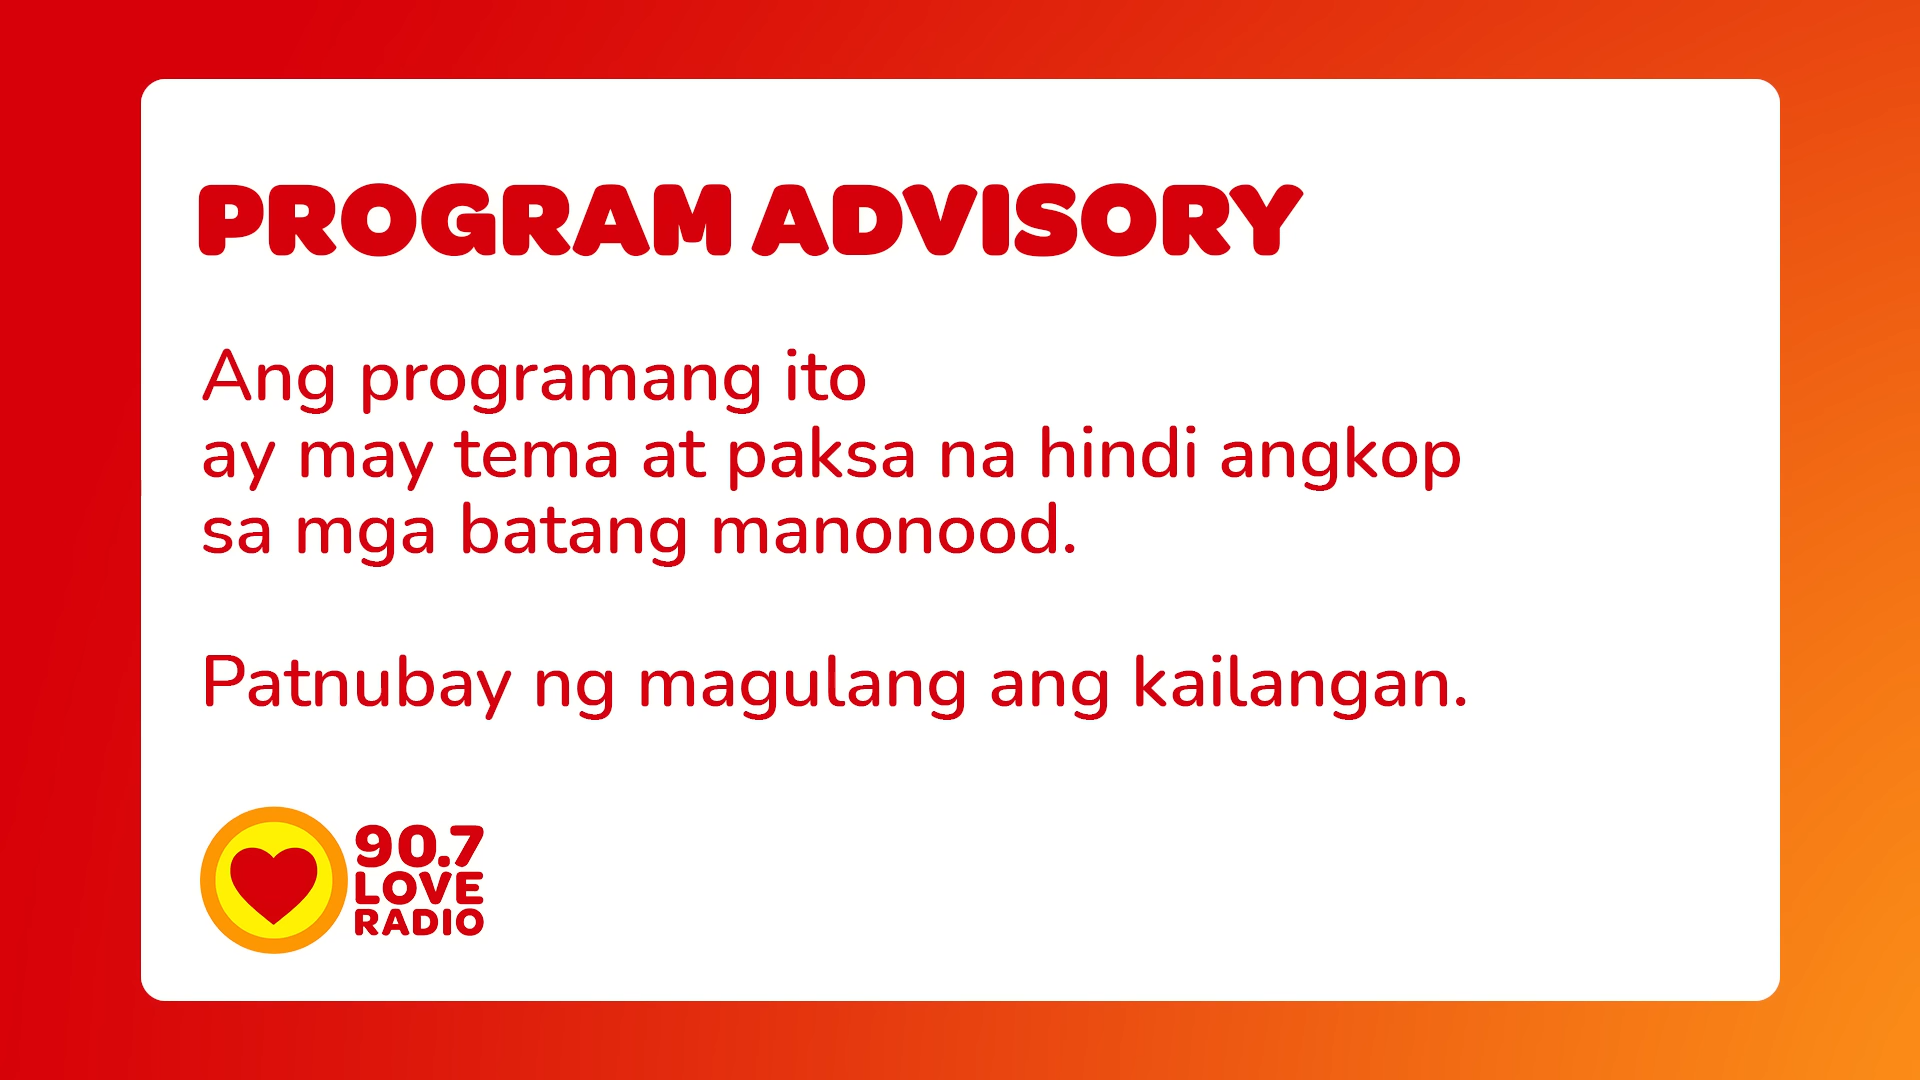 PROGRAM ADVISORY
Ang programang ito
ay may tema at paksa na hindi angkop
sa mga batang manonood.
Patnubay ng magulang ang kailangan.
90.7
LOVE
RADIO